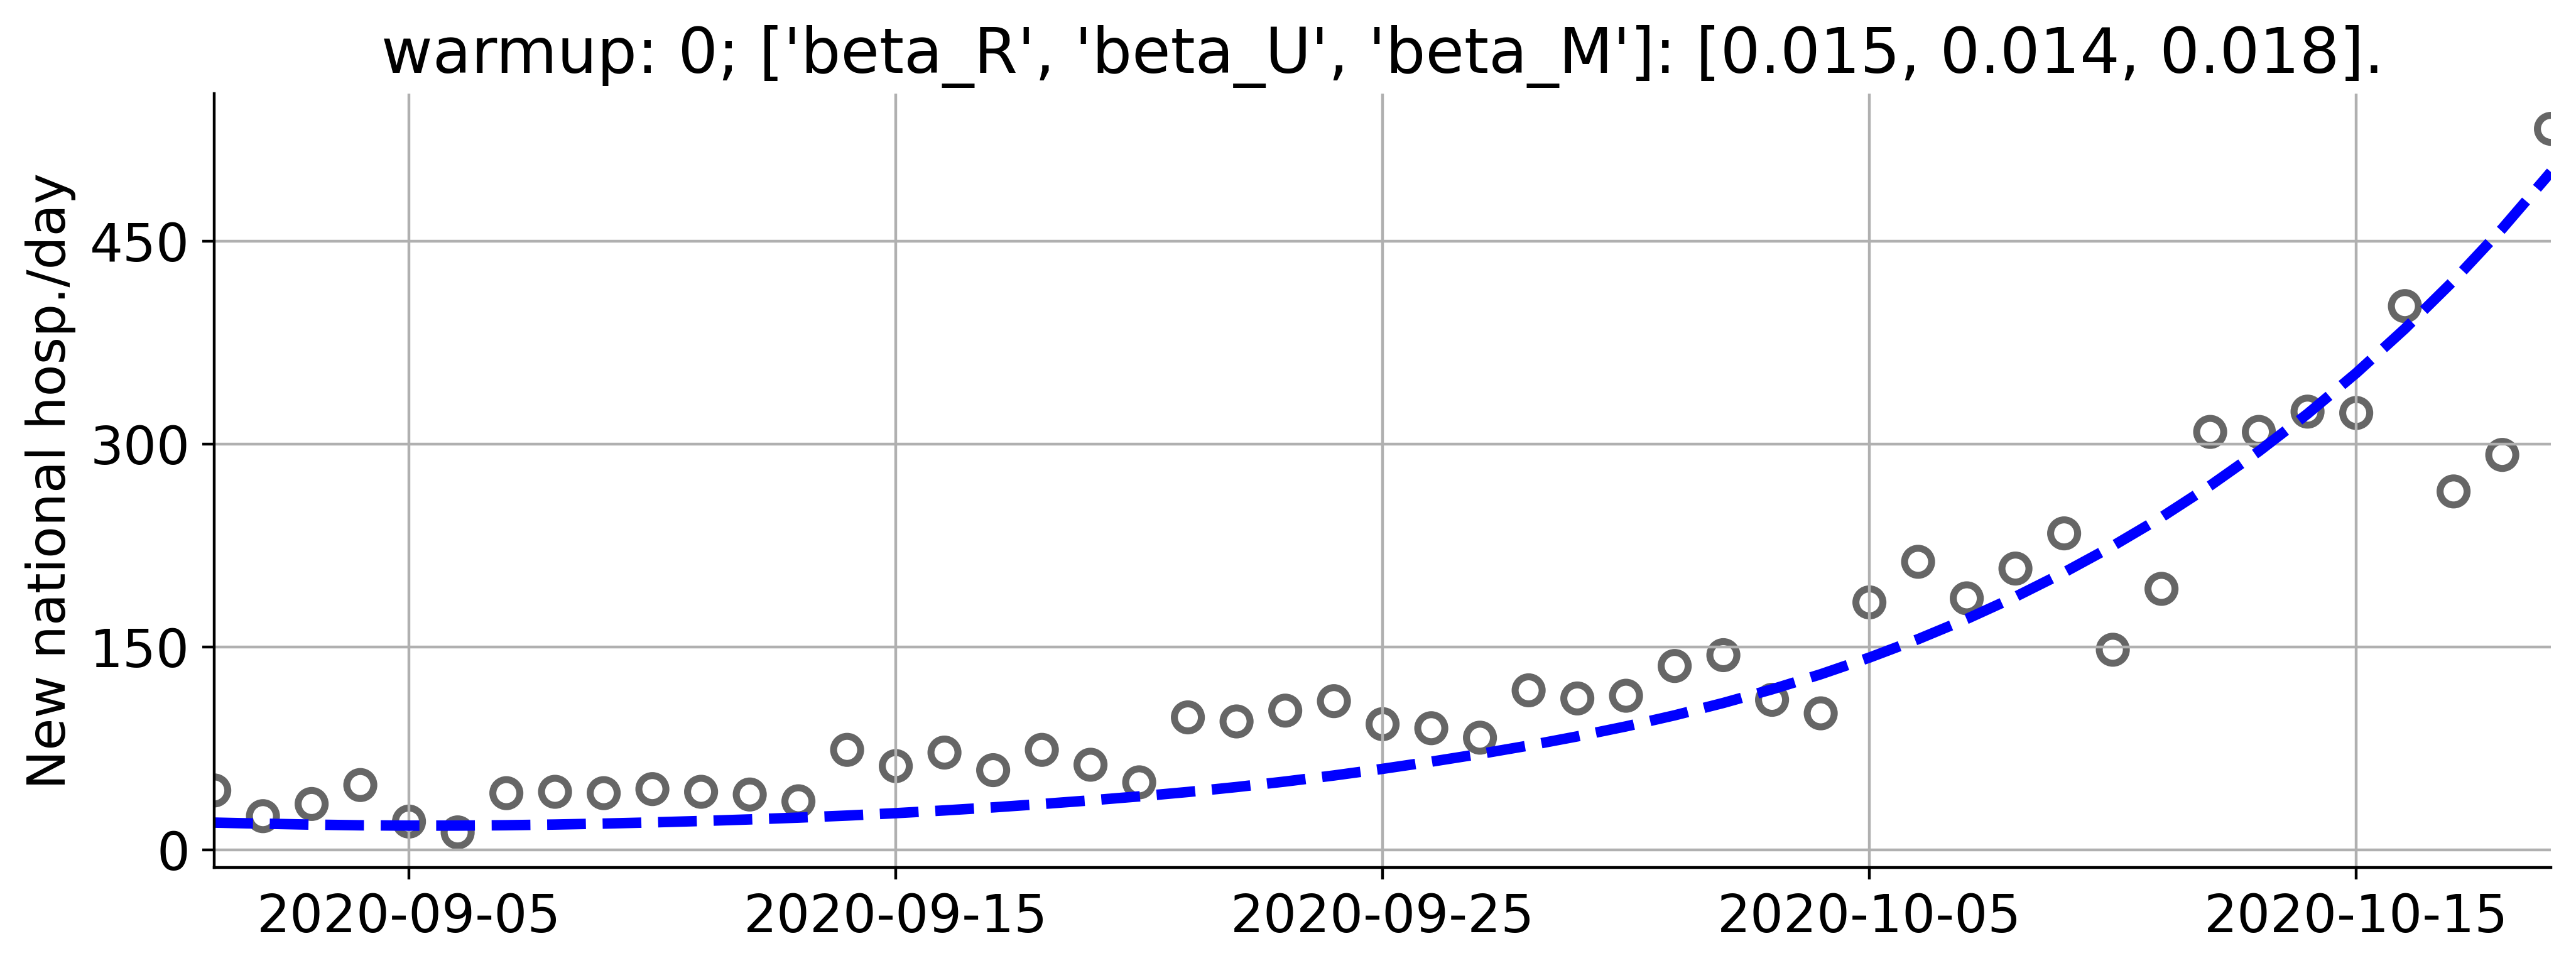 warmup: 0; ['beta_R', 'beta_U', 'beta_M']: [0.015, 0.014, 0.018].
New national hosp./day
450
300
150
0
2020-09-05 2020-09-15 2020-09-25 2020-10-05 2020-10-15